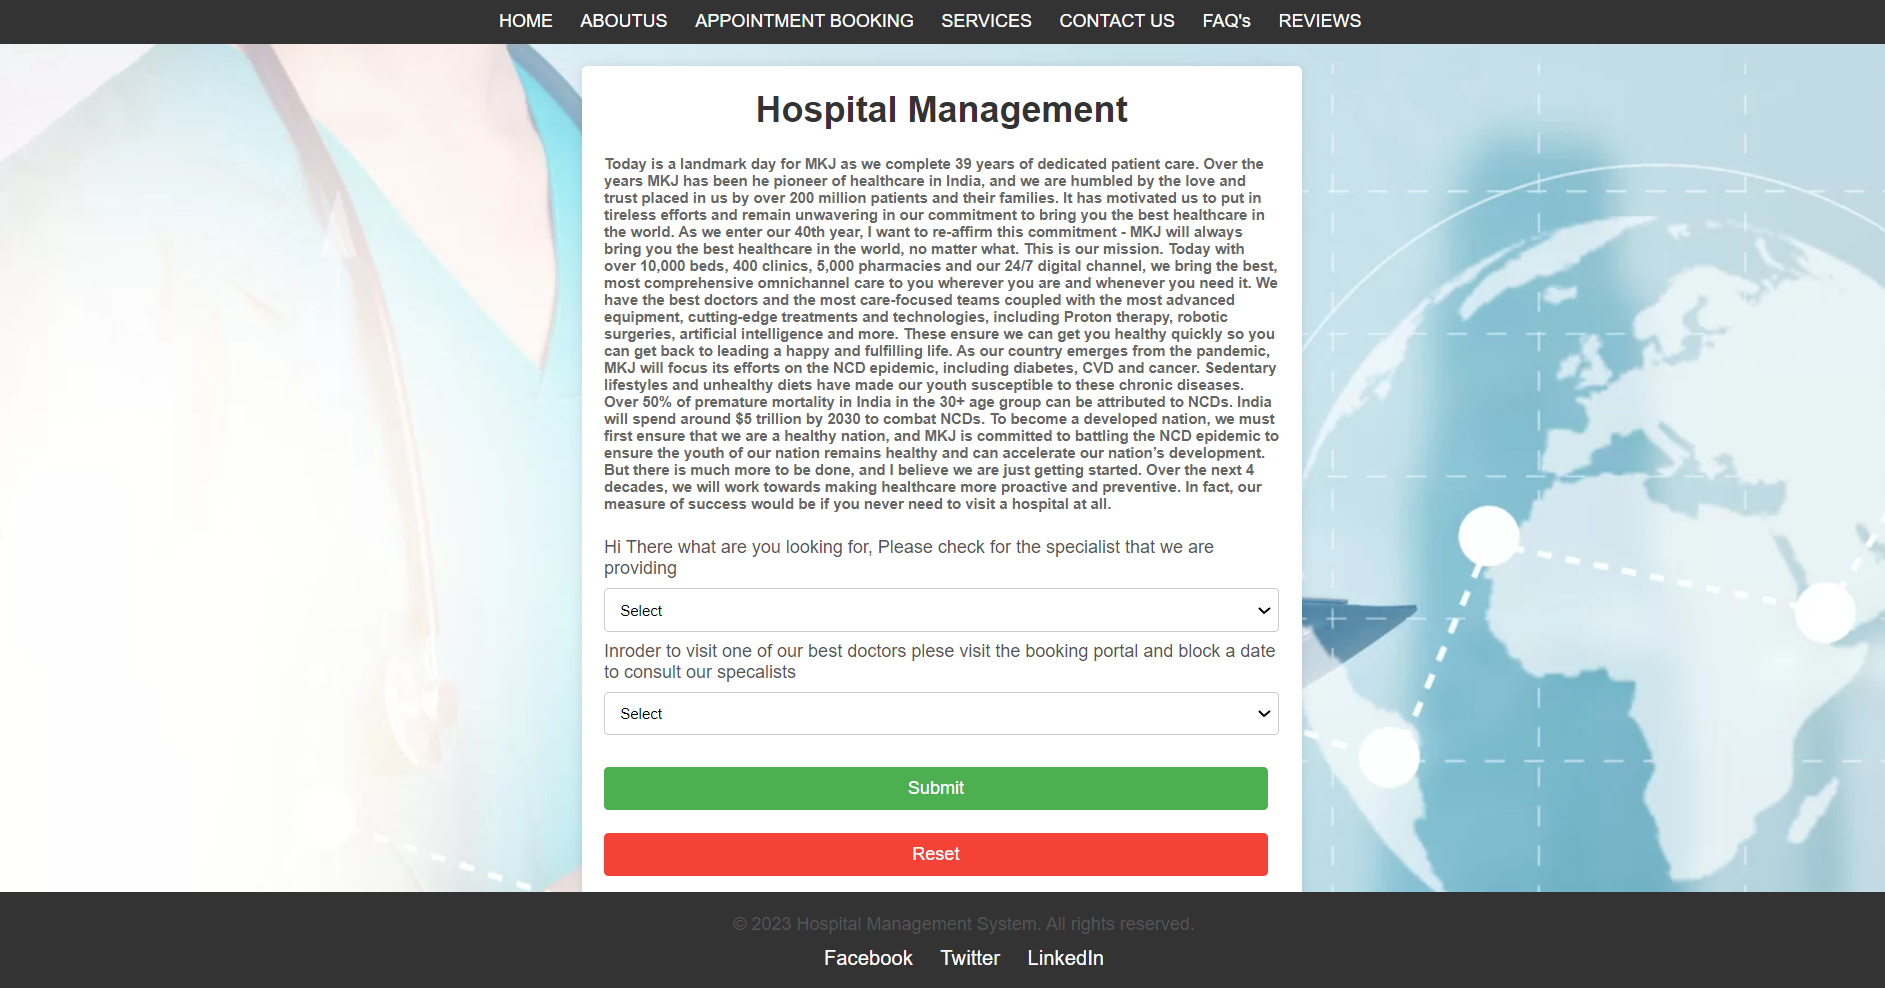 HOME ABOUTUS APPOINTMENT BOOKING SERVICES CONTACT US FAQ's REVIEWS
Hospital Management
Today is a landmark day for MKJ as we complete 39 years of dedicated patient care. Over the
years MKJ has been he pioneer of healthcare in India, and we are humbled by the love and
trust placed in us by over 200 million patients and their families. It has motivated us to put in
tireless efforts and remain unwavering in our commitment to bring you the best healthcare in
the world. As we enter our 40th year, I want to re-affirm this commitment - MKJ will always
bring you the best healthcare in the world, no matter what. This is our mission. Today with
over 10,000 beds, 400 clinics, 5,000 pharmacies and our 24/7 digital channel, we bring the best,
most comprehensive omnichannel care to you wherever you are and whenever you need it. We
have the best doctors and the most care-focused teams coupled with the most advanced
equipment, cutting-edge treatments and technologies, including Proton therapy, robotic
surgeries, artificial intelligence and more. These ensure we can get you healthy quickly so you
can get back to leading a happy and fulfilling life. As our country emerges from the pandemic,
MKJ will focus its efforts on the NCD epidemic, including diabetes, CVD and cancer. Sedentary
lifestyles and unhealthy diets have made our youth susceptible to these chronic diseases.
Over 50% of premature mortality in India in the 30+ age group can be attributed to NCDs. India
will spend around $5 trillion by 2030 to combat NCDs. To become a developed nation, we must
first ensure that we are a healthy nation, and MKJ is committed to battling the NCD epidemic to
ensure the youth of our nation remains healthy and can accelerate our nation’s development.
But there is much more to be done, and I believe we are just getting started. Over the next 4
decades, we will work towards making healthcare more proactive and preventive. In fact, our
measure of success would be if you never need to visit a hospital at all.
Hi There what are you looking for, Please check for the specialist that we are
providing
Select
Inroder to visit one of our best doctors plese visit the booking portal and block a date
to consult our specalists
Select
Submit
Reset
© 2023 Hospital Management System. All rights reserved.
Facebook Twitter LinkedIn